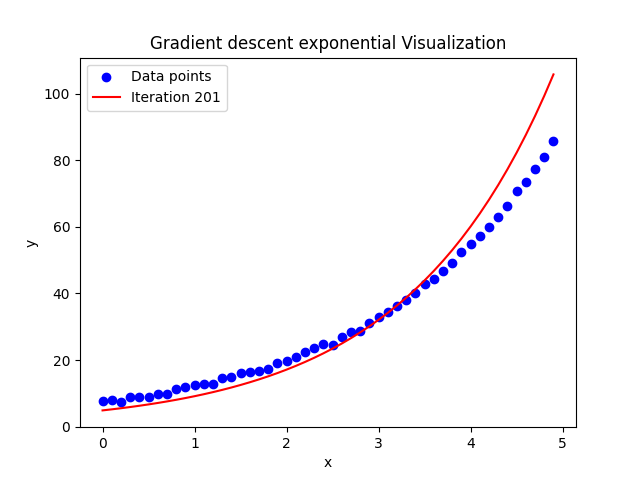 Gradient descent exponential Visualization
Data points
Iteration 201
100
80
60
40
20
0
y
0 1 2 3 4 5
x